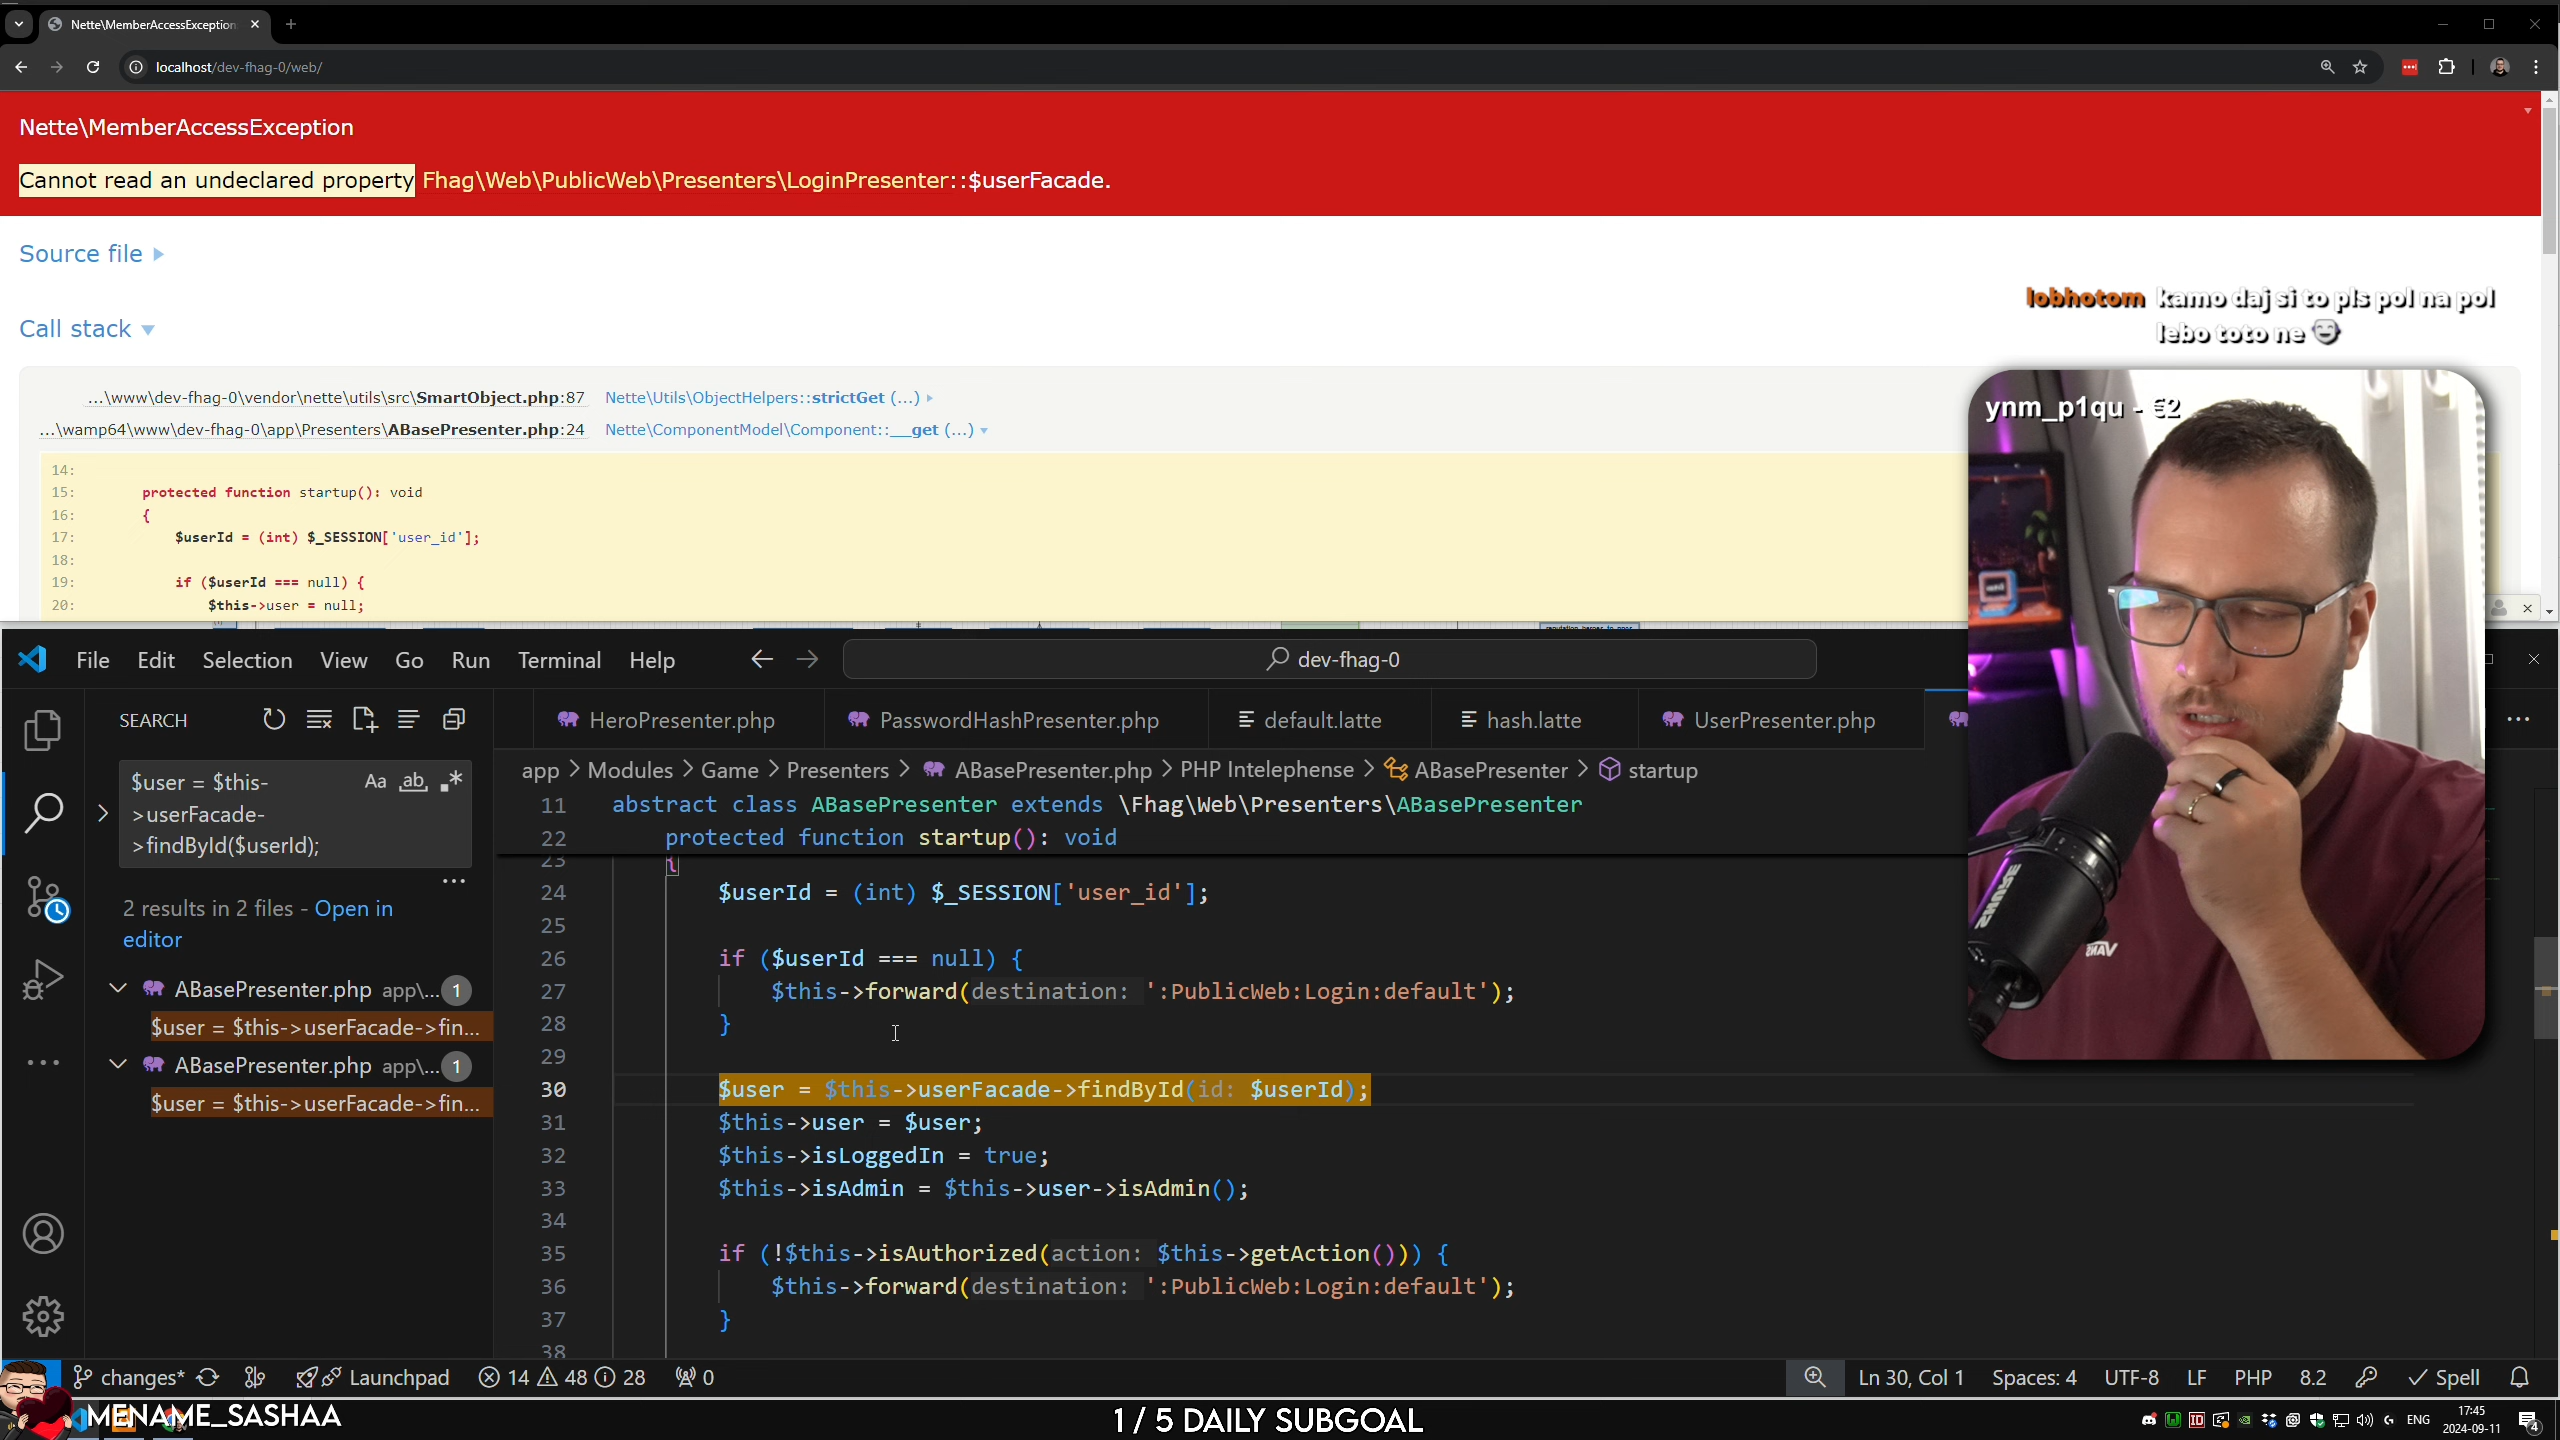 Nette\MemberAccessException
localhost/dev-fhag-0/web/
Nette\MemberAccessException
Cannot read an undeclared property Fhag\Web\PublicWeb\Presenters\LoginPresenter::$userFacade.
Source file
Call stack
...\www\dev-fhag-0\vendor\nette\utils\src\SmartObject.php:87 Nette\Utils\ObjectHelpers::strictGet (...)
...\wamp64\www\dev-fhag-0\app\Presenters\ABasePresenter.php:24 Nette\ComponentModel\Component::__get (...)
14:
15: protected function startup(): void
16: {
17: $userId = (int) $_SESSION['user_id'];
18:
19: if ($userId === null) {
20: $this->user = null;
lobhotom kamo daj si to pls pol na pol
lebo toto ne
ynm_p1qu - €2
File Edit Selection View Go Run Terminal Help
dev-fhag-0
SEARCH
HeroPresenter.php
PasswordHashPresenter.php
default.latte
hash.latte
UserPresenter.php
$user = $this-
>userFacade-
>findById($userId);
Aa ab
2 results in 2 files - Open in
editor
ABasePresenter.php app\... 1
$user = $this->userFacade->fin...
ABasePresenter.php app\... 1
$user = $this->userFacade->fin...
app > Modules > Game > Presenters > ABasePresenter.php > PHP Intelephense > ABasePresenter > startup
11 abstract class ABasePresenter extends \Fhag\Web\Presenters\ABasePresenter
22 protected function startup(): void
23 {
24 $userId = (int) $_SESSION['user_id'];
25
26 if ($userId === null) {
27 $this->forward(destination: ':PublicWeb:Login:default');
28 }
29
30 $user = $this->userFacade->findById(id: $userId);
31 $this->user = $user;
32 $this->isLoggedIn = true;
33 $this->isAdmin = $this->user->isAdmin();
34
35 if (!$this->isAuthorized(action: $this->getAction())) {
36 $this->forward(destination: ':PublicWeb:Login:default');
37 }
38
VANS
changes* Launchpad 14 48 28 0
Ln 30, Col 1 Spaces: 4 UTF-8 LF PHP 8.2 Spell
MENAME_SASHAA
1 / 5 DAILY SUBGOAL
ENG
17:45
2024-09-11
4